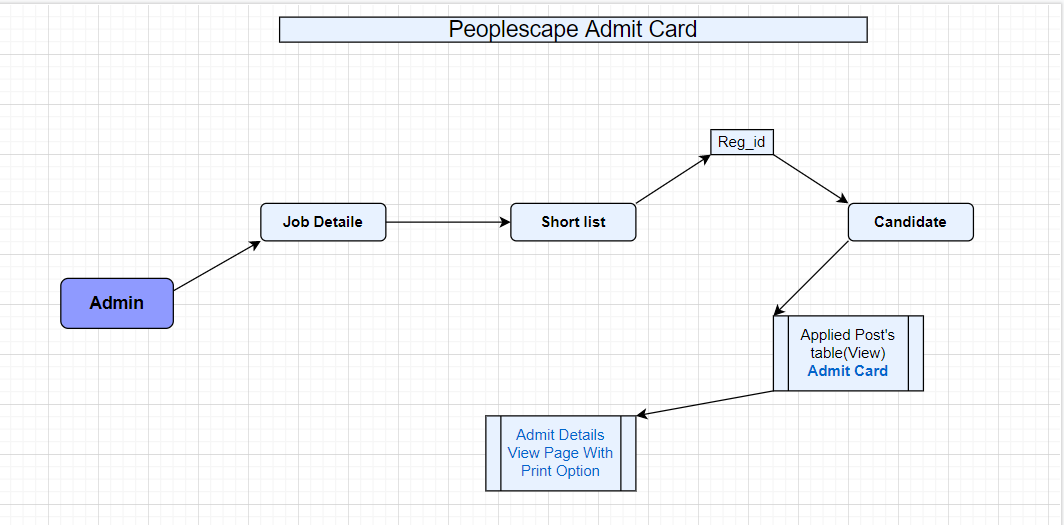 Peoplescape Admit Card
Reg_id
Job Detaile
Short list
Candidate
Admin
Applied Post's
table(View)
Admit Card
Admit Details
View Page With
Print Option